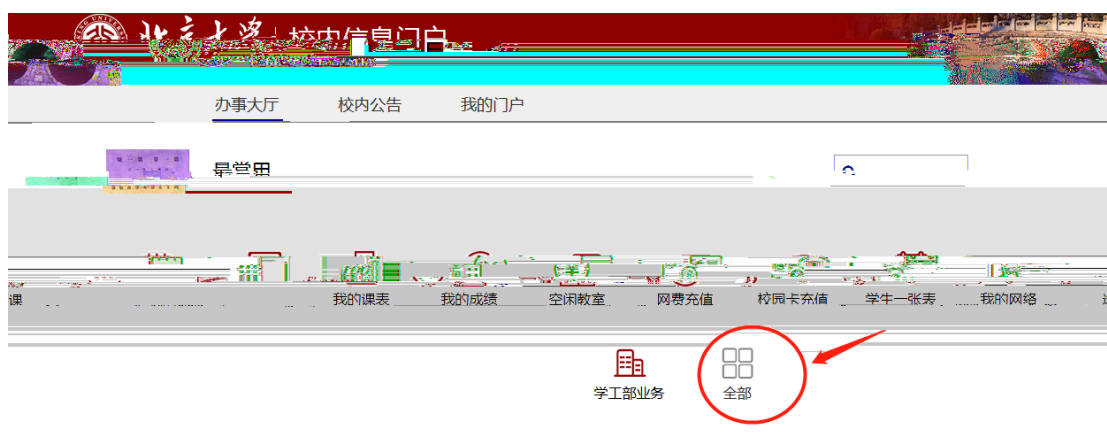 北京大学 校内信息门户
办事大厅 校内公告 我的门户
最常用
课 我的课表 我的成绩 空闲教室 网费充值 校园卡充值 学生一张表 我的网络
学工部业务 全部